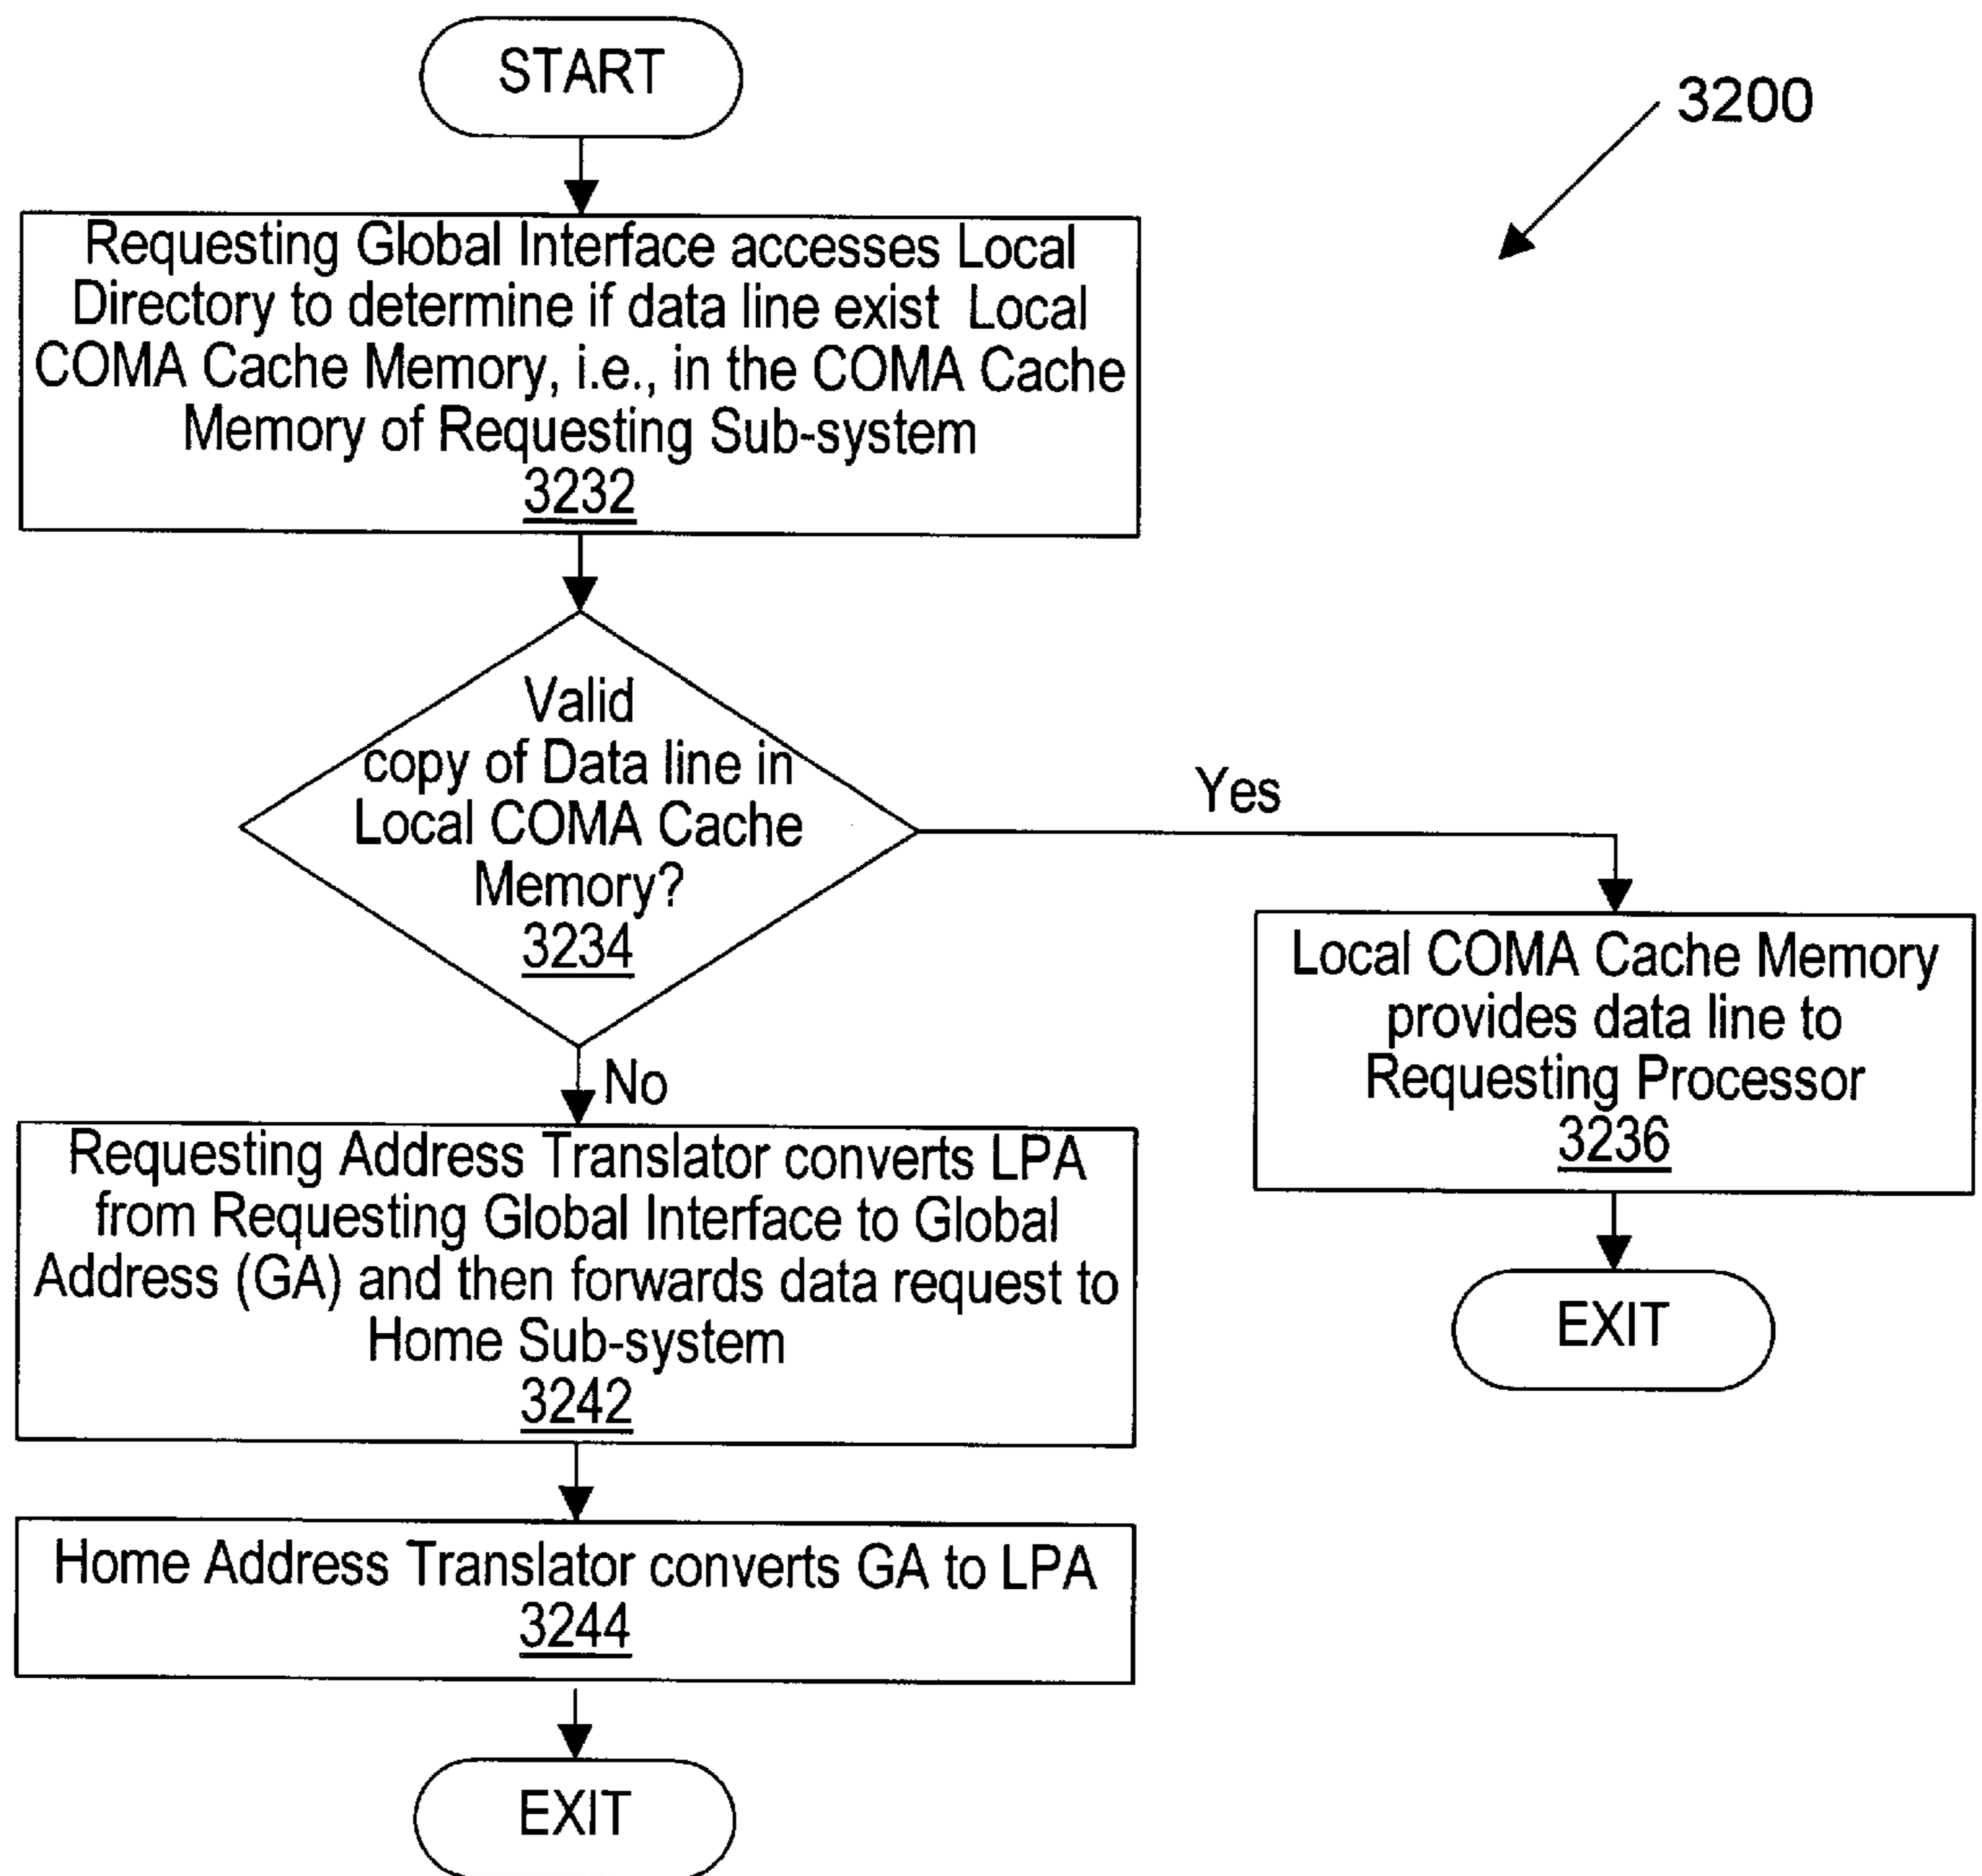 START
3200
Requesting Global Interface accesses Local
Directory to determine if data line exist Local
COMA Cache Memory, i.e., in the COMA Cache
Memory of Requesting Sub-system
3232
Valid
copy of Data line in
Local COMA Cache
Memory?
3234
Yes
Local COMA Cache Memory
provides data line to
Requesting Processor
3236
EXIT
No
Requesting Address Translator converts LPA
from Requesting Global Interface to Global
Address (GA) and then forwards data request to
Home Sub-system
3242
Home Address Translator converts GA to LPA
3244
EXIT